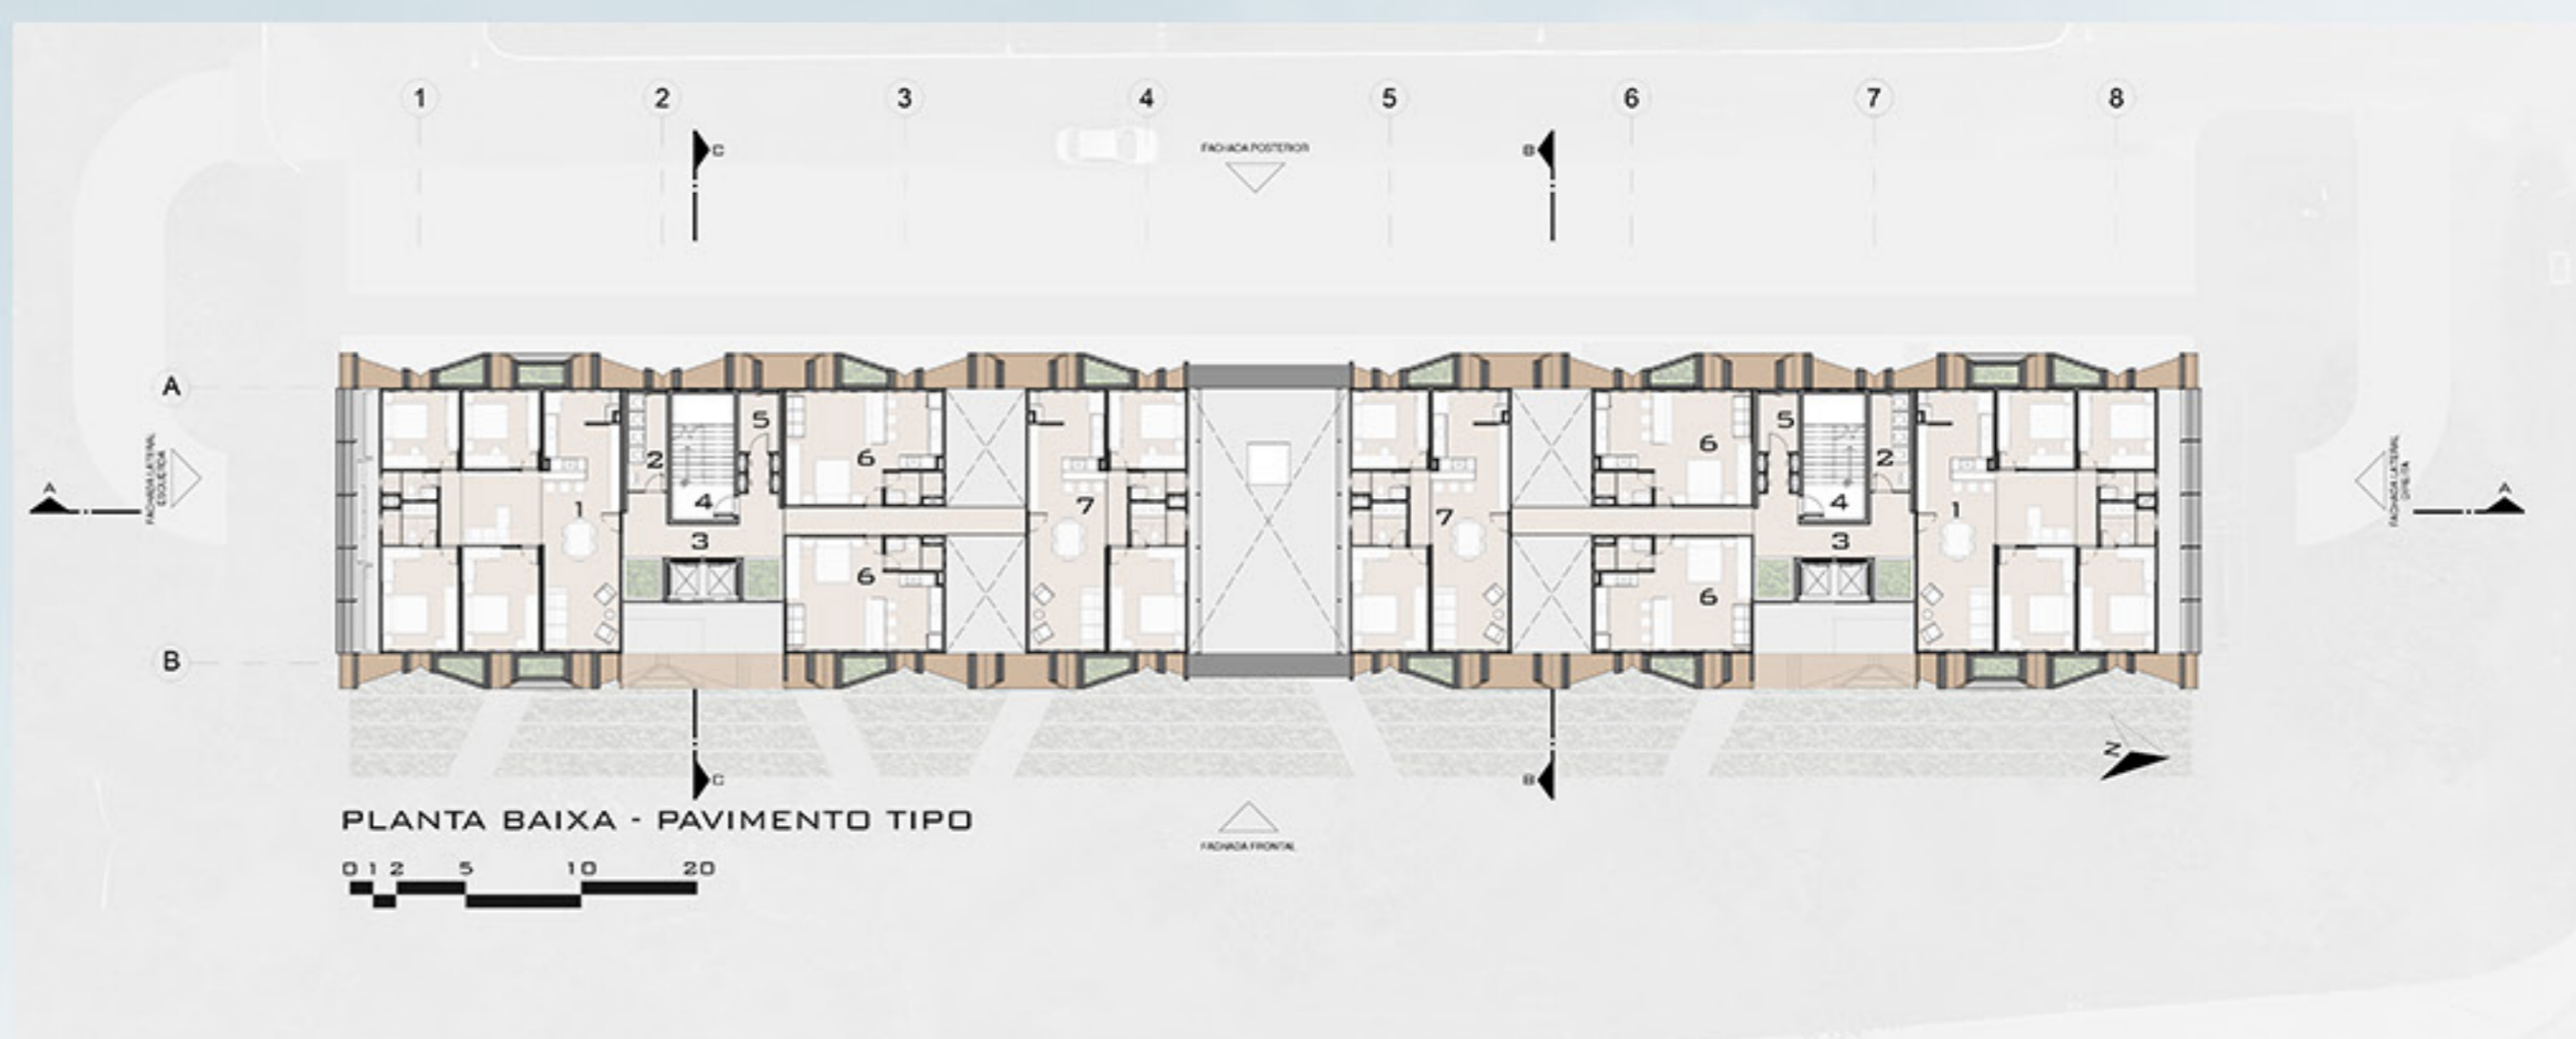 1 2 3 4 5 6 7 8
C FACHADA POSTERIOR B
A
5 5
6 6
2 7 7 2
FACHADA LATERAL ESQUERDA
FACHADA LATERAL DIREITA
A 1 4 4 1 A
3 3
6 6
B
N
C B
PLANTA BAIXA - PAVIMENTO TIPO
FACHADA FRONTAL
0 1 2 5 10 20